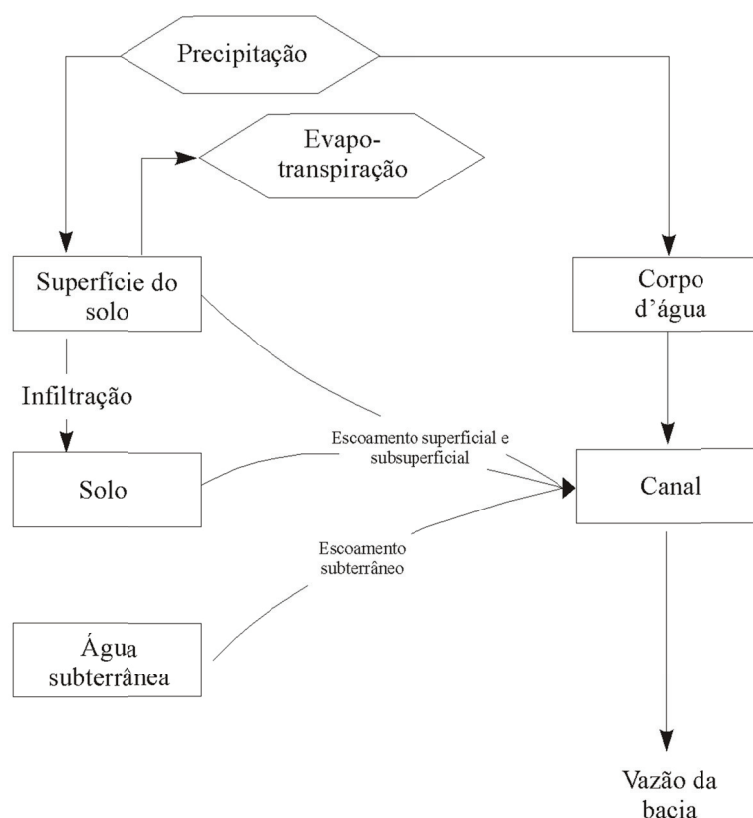 Precipitação
Evapo-
transpiração
Superfície do
solo
Corpo
d'água
Infiltração
Escoamento superficial e
subsuperficial
Solo
Canal
Escoamento
subterrâneo
Água
subterrânea
Vazão da
bacia